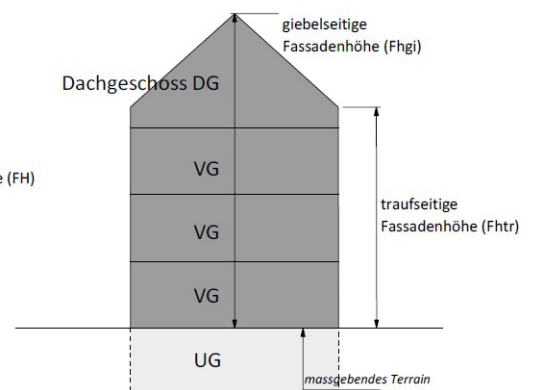 giebelseitige
Fassadenhöhe (Fhgi)
Dachgeschoss DG
e (FH)
VG
traufseitige
Fassadenhöhe (Fhtr)
VG
VG
UG
massgebendes Terrain